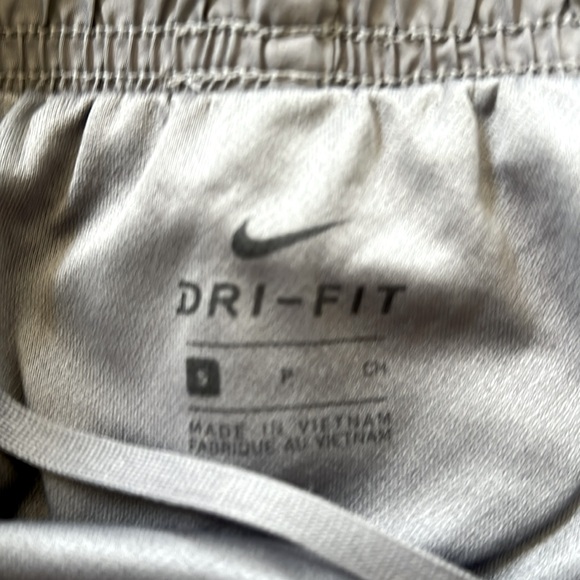 DRI-FIT
S P CH
MADE IN VIETNAM
FABRIQUE AU VIETNAM